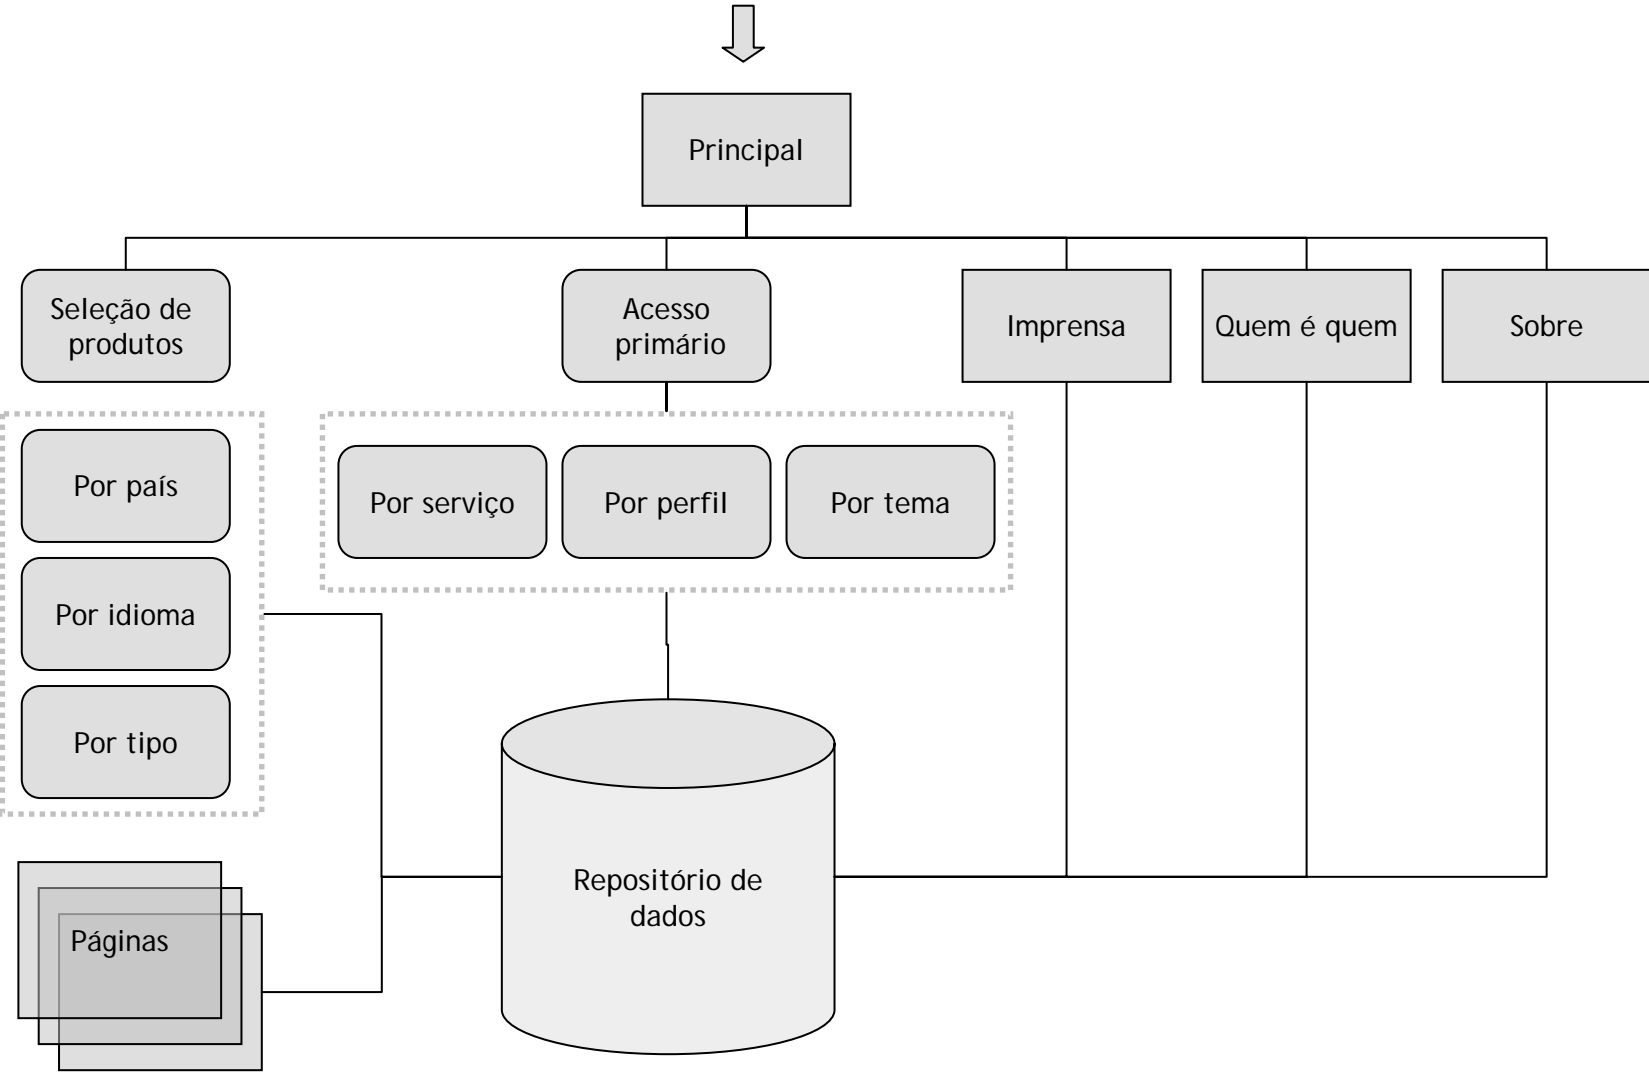 Principal
Seleção de
produtos
Acesso
primário
Imprensa
Quem é quem
Sobre
Por país
Por idioma
Por tipo
Por serviço
Por perfil
Por tema
Repositório de
dados
Páginas